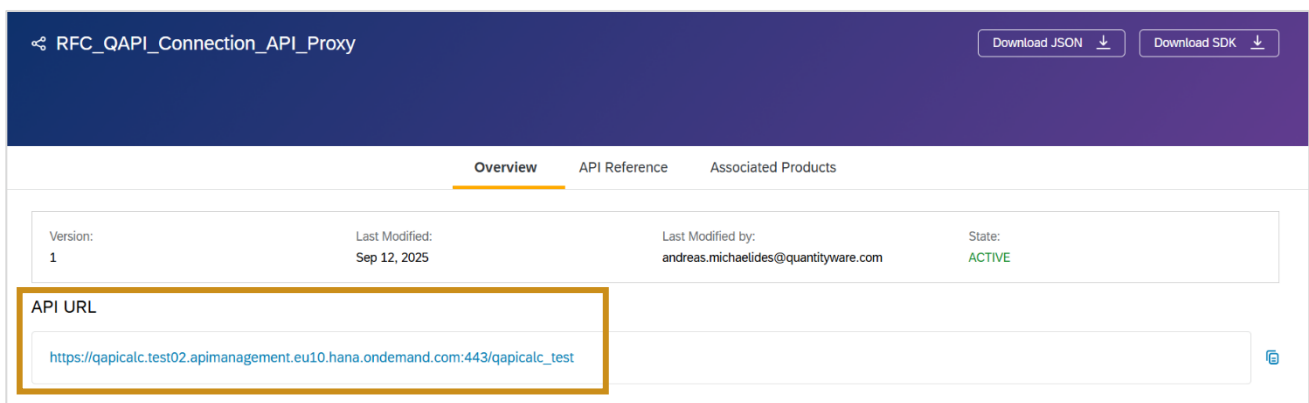 RFC_QAPI_Connection_API_Proxy
Download JSON
Download SDK
Overview API Reference Associated Products
Version: Last Modified: Last Modified by: State:
1 Sep 12, 2025 andreas.michaelides@quantityware.com ACTIVE
API URL
https://qapicalc.test02.apimanagement.eu10.hana.ondemand.com:443/qapicalc_test